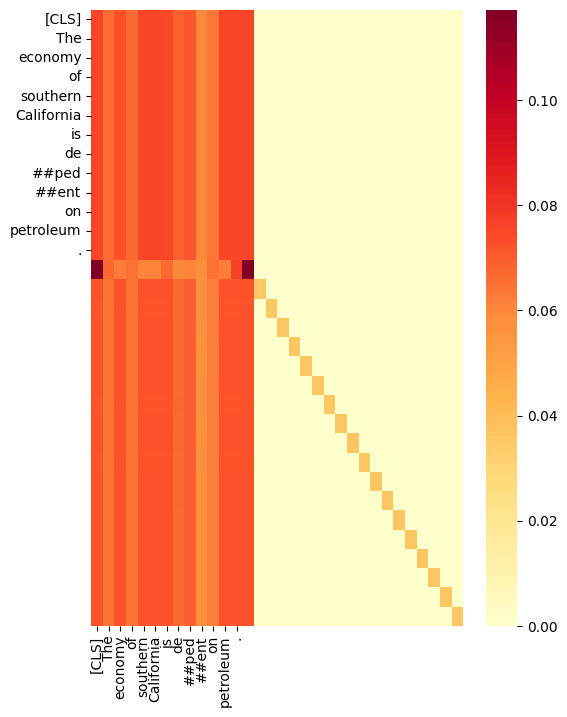 [CLS]
The
economy
of
southern
California
is
de
##ped
##ent
on
petroleum
.
0.10
0.08
0.06
0.04
0.02
0.00
[CLS]
The
economy
of
southern
California
is
de
##ped
##ent
on
petroleum
.